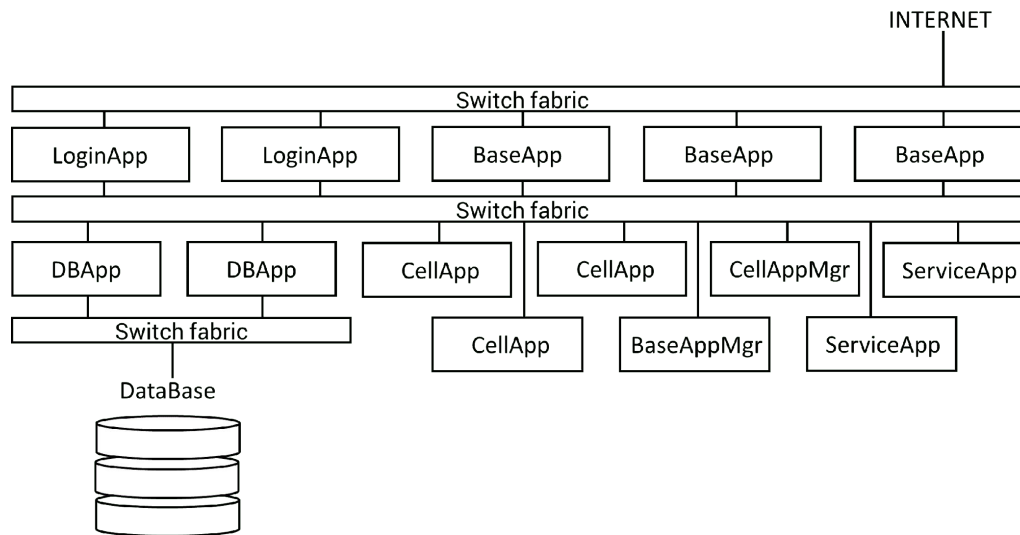 INTERNET
Switch fabric
LoginApp
LoginApp
BaseApp
BaseApp
BaseApp
Switch fabric
DBApp
DBApp
CellApp
CellApp
CellAppMgr
ServiceApp
Switch fabric
CellApp
BaseAppMgr
ServiceApp
DataBase